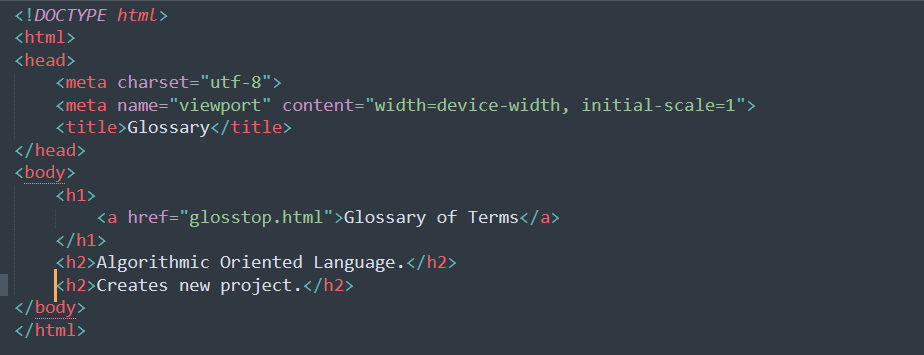 <!DOCTYPE html>
<html>
<head>
    <meta charset="utf-8">
    <meta name="viewport" content="width=device-width, initial-scale=1">
    <title>Glossary</title>
</head>
<body>
    <h1>
        <a href="glosstop.html">Glossary of Terms</a>
    </h1>
    <h2>Algorithmic Oriented Language.</h2>
    <h2>Creates new project.</h2>
</body>
</html>